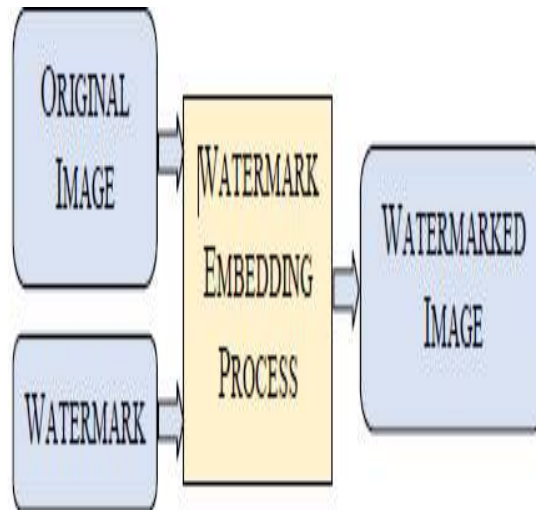 ORIGINAL
IMAGE
WATERMARK
WATERMARK
EMBEDDING
PROCESS
WATERMARKED
IMAGE